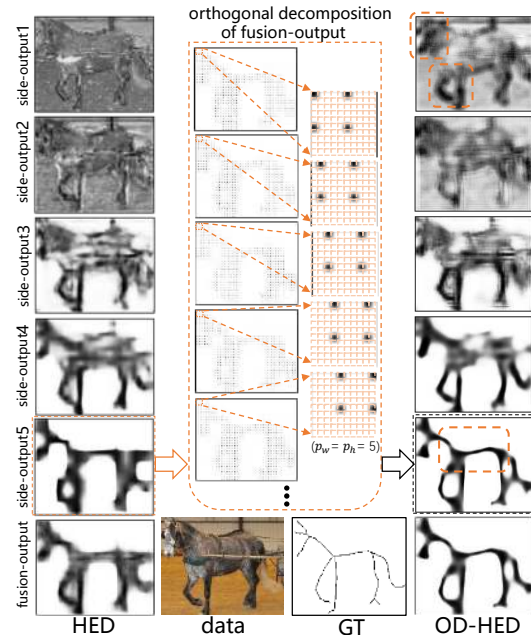 orthogonal decomposition
of fusion-output
side-output1
side-output2
side-output3
side-output4
side-output5
fusion-output
(p_w = p_h = 5)
HED
data
GT
OD-HED